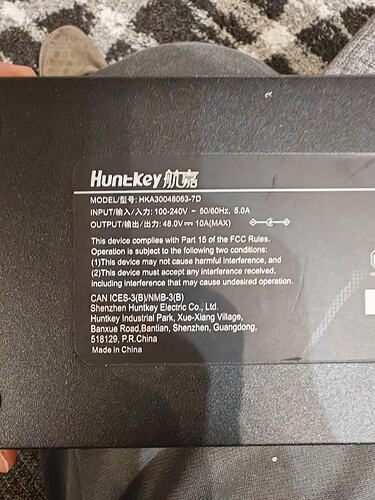 Huntkey航嘉
MODEL/型号: HKA30048063-7D
INPUT/输入/入力: 100-240V ~ 50/60Hz, 5.0A
OUTPUT/输出/出力: 48.0V⎓ 10A(MAX)
This device complies with Part 15 of the FCC Rules.
Operation is subject to the following two conditions:
(1)This device may not cause harmful interference, and
(2)This device must accept any interference received,
including interference that may cause undesired operation.
CAN ICES-3(B)/NMB-3(B)
Shenzhen Huntkey Electric Co., Ltd.
Huntkey Industrial Park, Xue-Xiang Village,
Banxue Road,Bantian, Shenzhen, Guangdong,
518129, P.R.China
Made in China